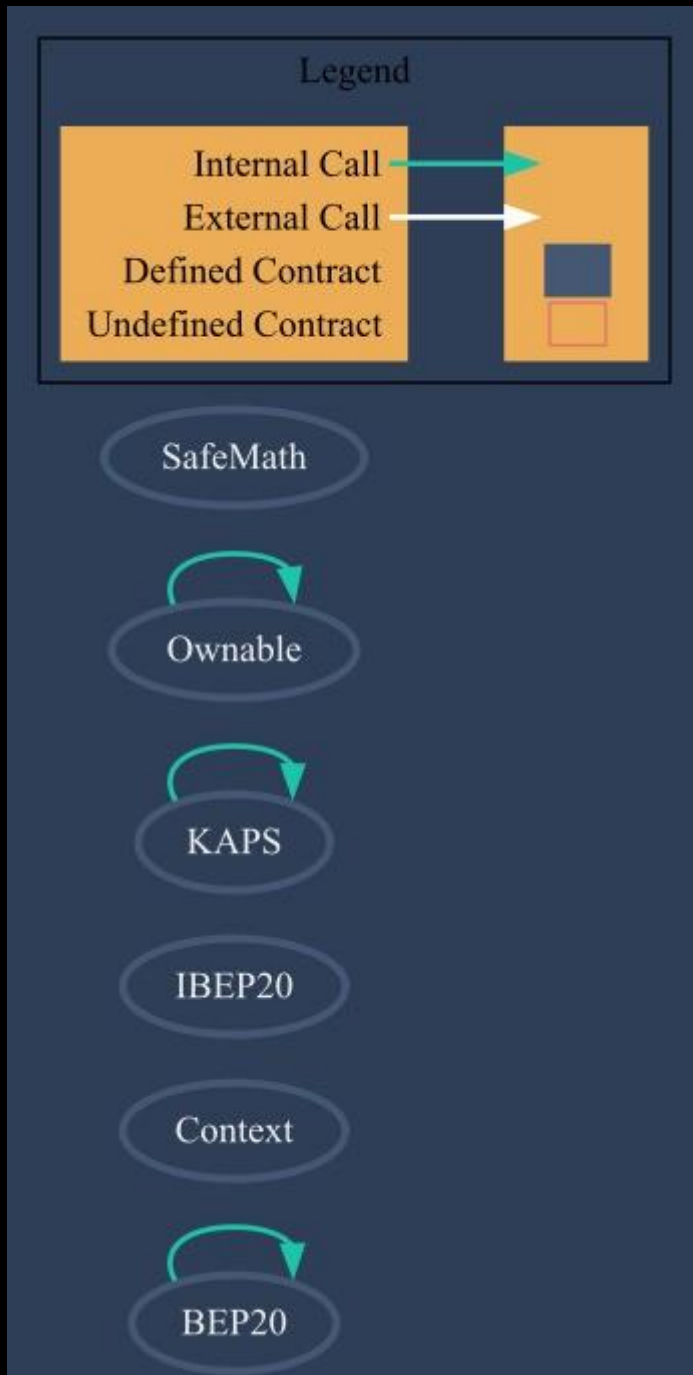 Legend
Internal Call
External Call
Defined Contract
Undefined Contract
SafeMath
Ownable
KAPS
IBEP20
Context
BEP20